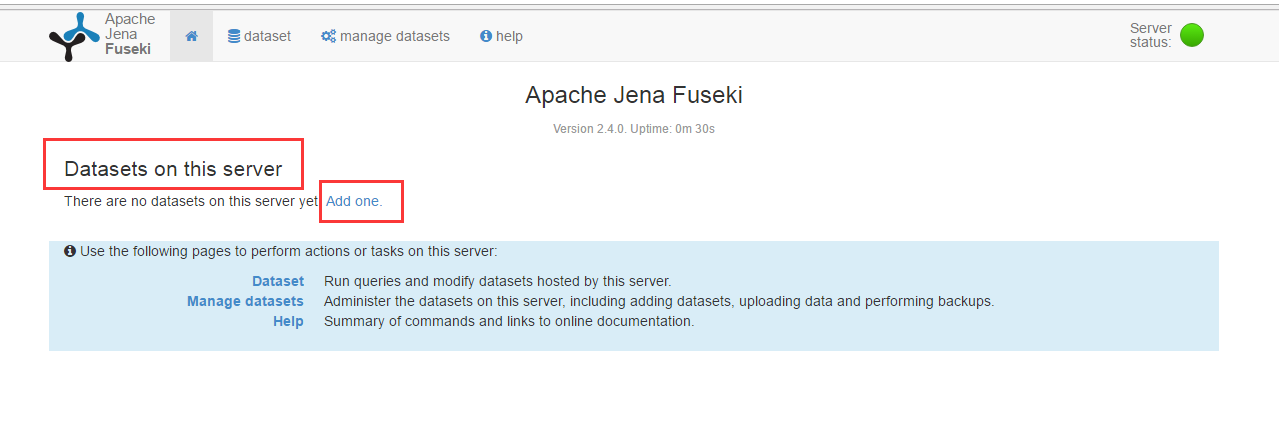 Apache
Jena
Fuseki
dataset
manage datasets
help
Server
status:
Apache Jena Fuseki
Version 2.4.0. Uptime: 0m 30s
Datasets on this server
There are no datasets on this server yet. Add one.
Use the following pages to perform actions or tasks on this server:
Dataset Run queries and modify datasets hosted by this server.
Manage datasets Administer the datasets on this server, including adding datasets, uploading data and performing backups.
Help Summary of commands and links to online documentation.